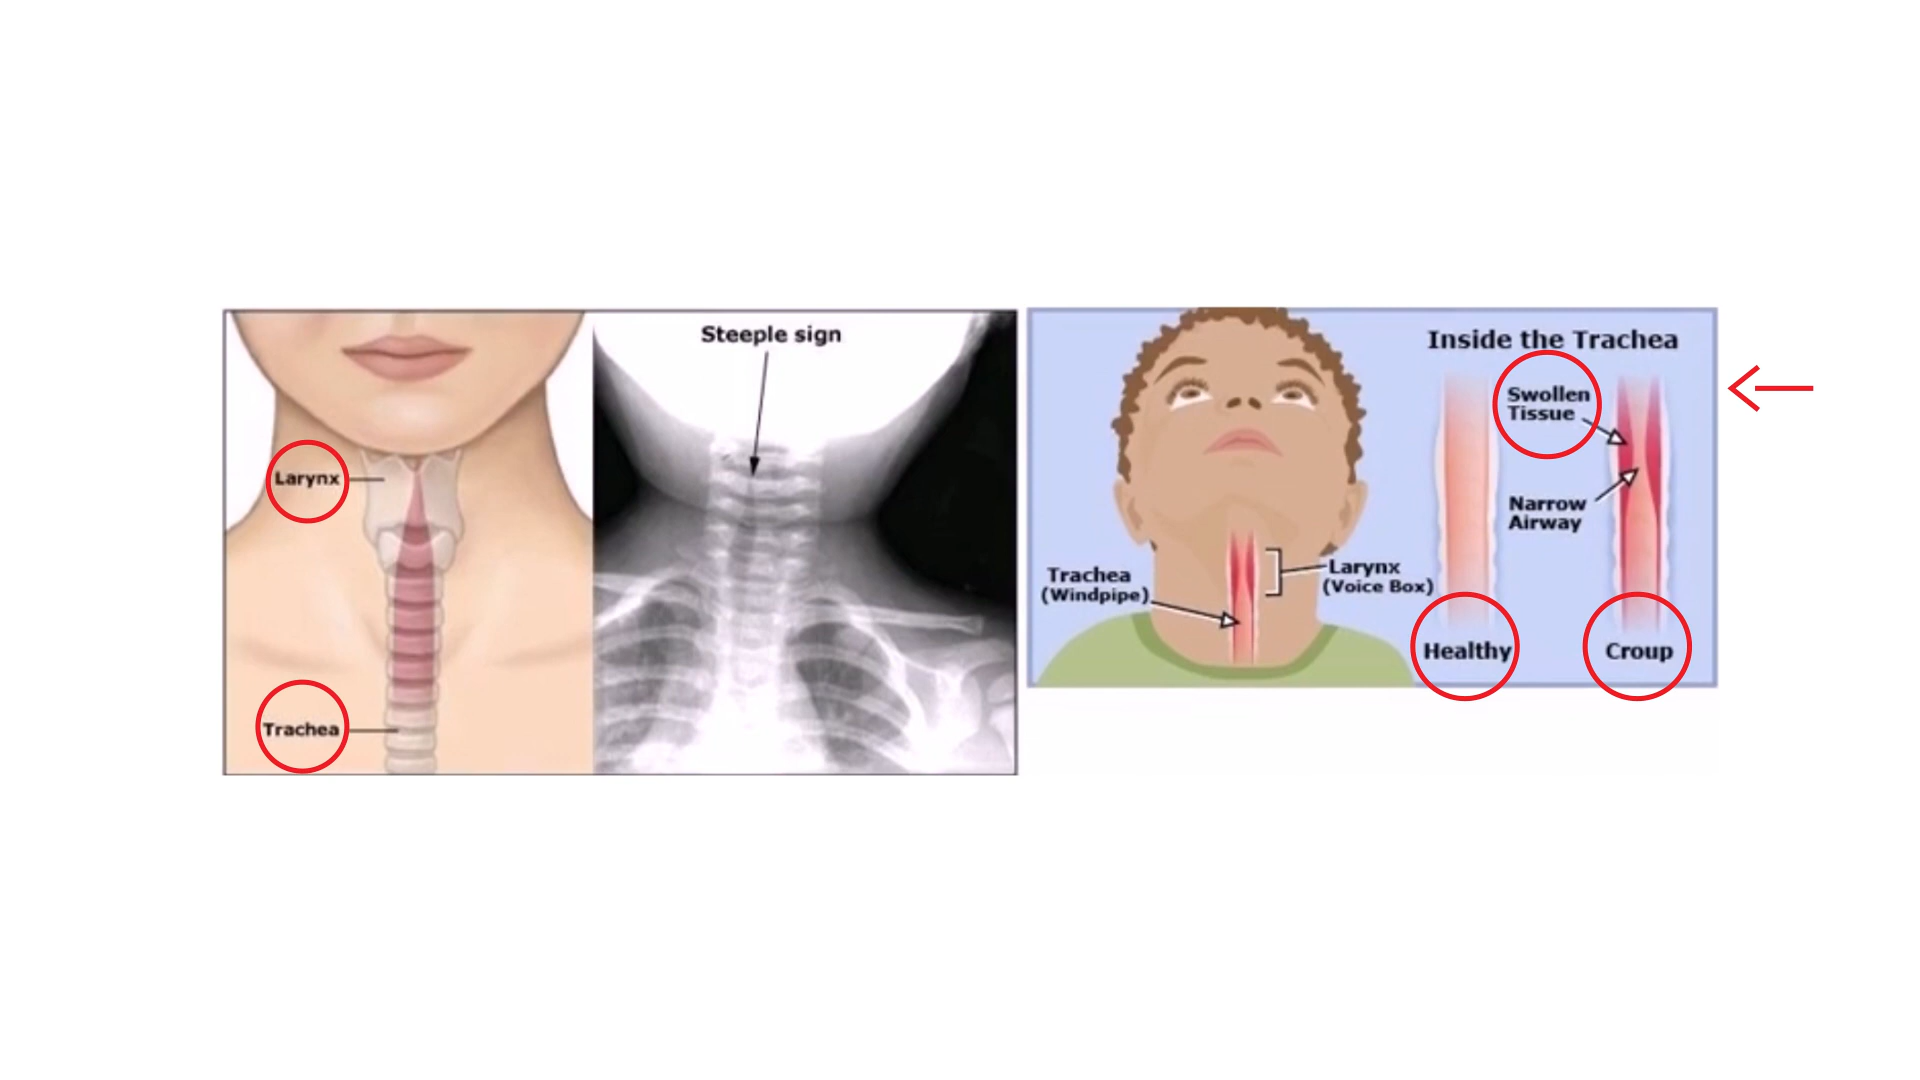 Steeple sign
Larynx
Trachea
Inside the Trachea
Swollen
Tissue
Narrow
Airway
Trachea
(Windpipe)
Larynx
(Voice Box)
Healthy
Croup